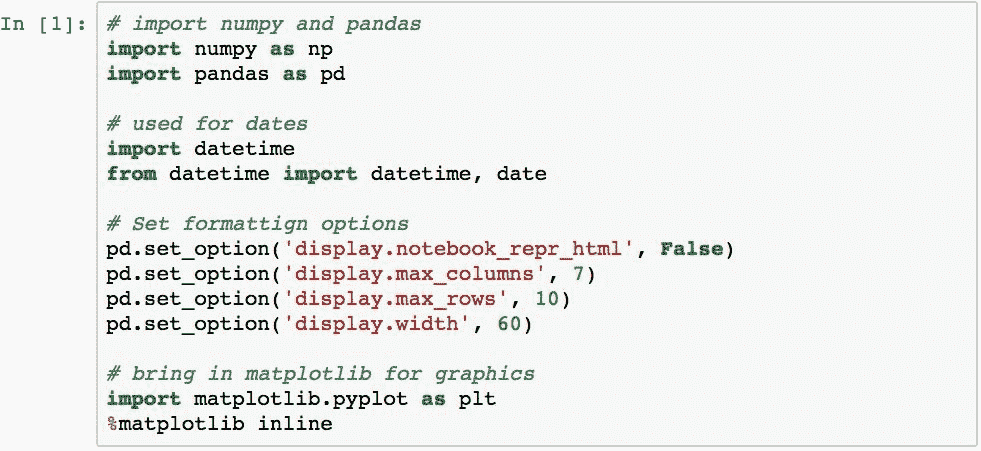 In [1]: # import numpy and pandas
import numpy as np
import pandas as pd
# used for dates
import datetime
from datetime import datetime, date
# Set formattign options
pd.set_option('display.notebook_repr_html', False)
pd.set_option('display.max_columns', 7)
pd.set_option('display.max_rows', 10)
pd.set_option('display.width', 60)
# bring in matplotlib for graphics
import matplotlib.pyplot as plt
%matplotlib inline